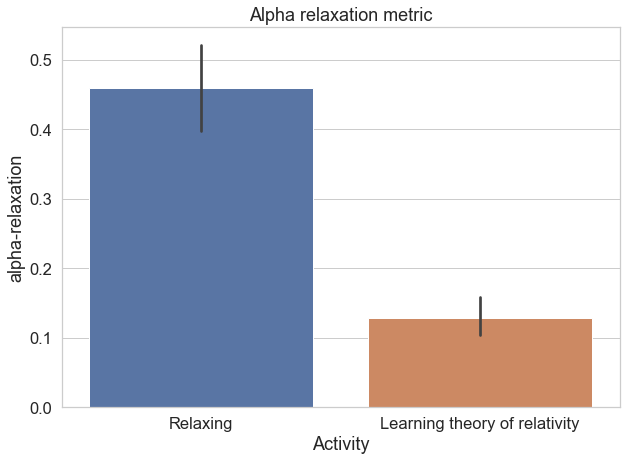 Alpha relaxation metric
alpha-relaxation
0.5
0.4
0.3
0.2
0.1
0.0
Relaxing Learning theory of relativity
Activity